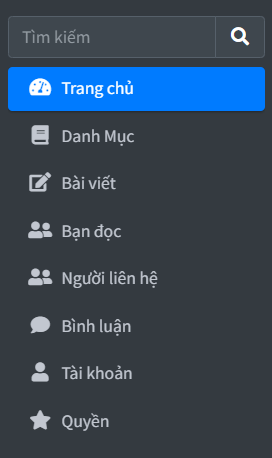 Tìm kiếm
Trang chủ
Danh Mục
Bài viết
Bạn đọc
Người liên hệ
Bình luận
Tài khoản
Quyền